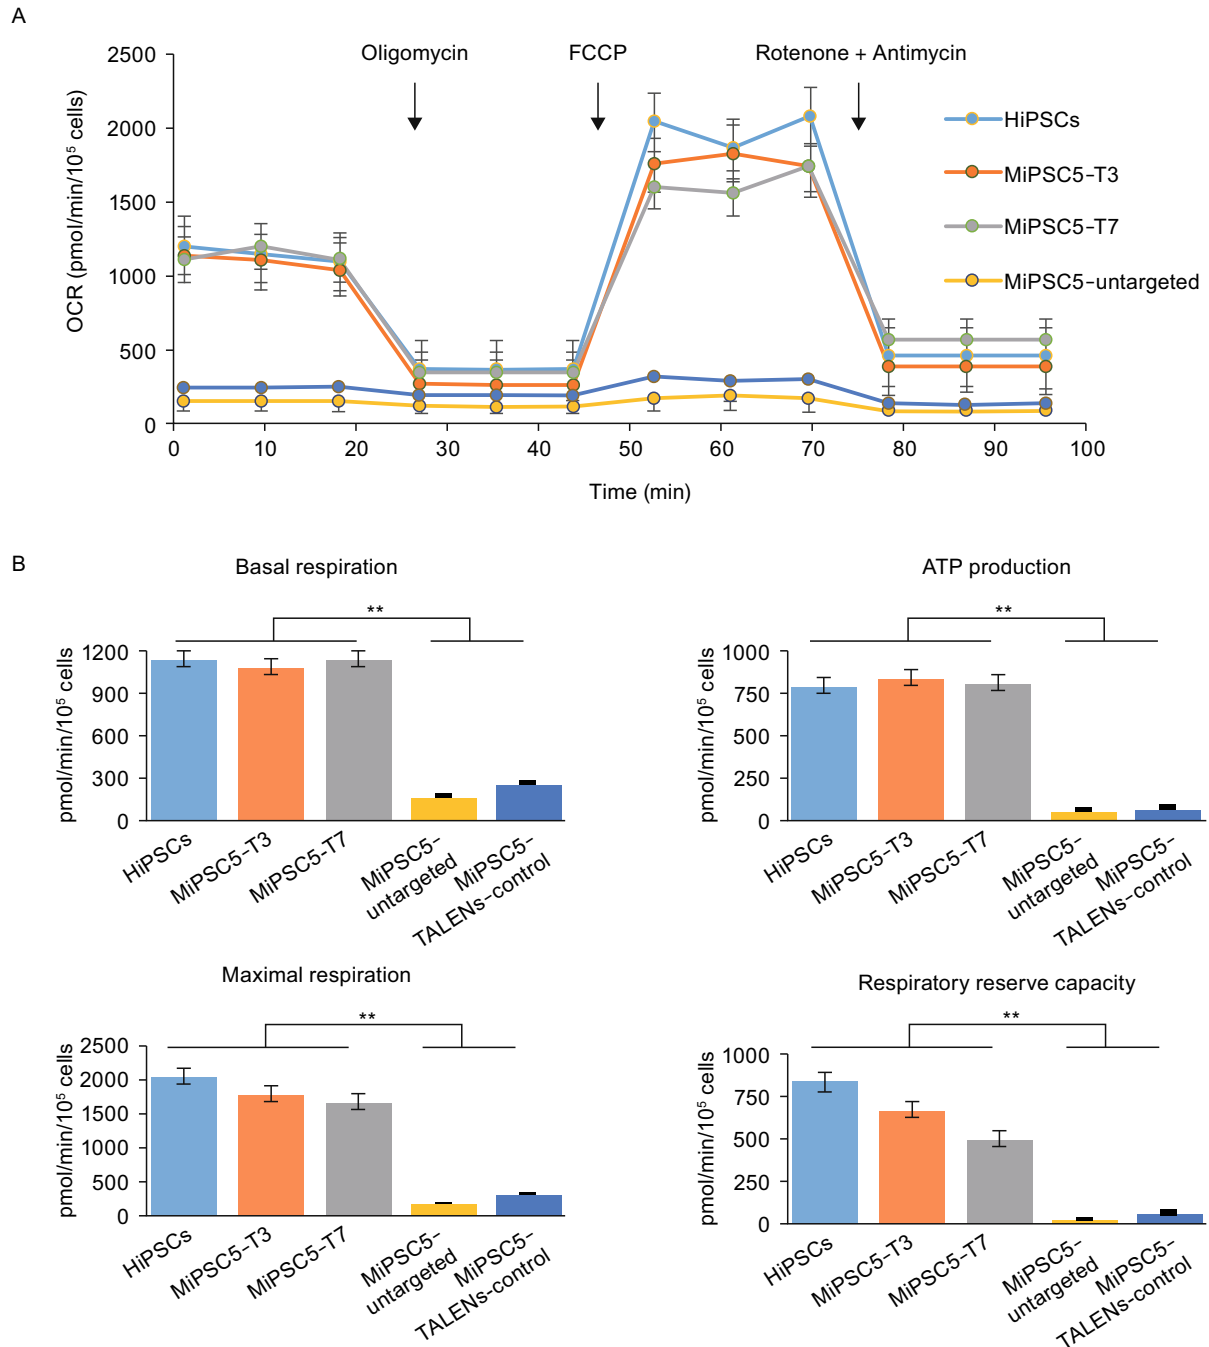 A
Oligomycin
FCCP
Rotenone + Antimycin
OCR (pmol/min/10⁵ cells)
2500
2000
1500
1000
500
0
0 10 20 30 40 50 60 70 80 90 100
Time (min)
HiPSCs
MiPSC5-T3
MiPSC5-T7
MiPSC5-untargeted
B
Basal respiration
**
pmol/min/10⁵ cells
1200
900
600
300
0
HiPSCs
MiPSC5-T3
MiPSC5-T7
MiPSC5-
untargeted
MiPSC5-
TALENs-control
ATP production
**
pmol/min/10⁵ cells
1000
750
500
250
0
HiPSCs
MiPSC5-T3
MiPSC5-T7
MiPSC5-
untargeted
MiPSC5-
TALENs-control
Maximal respiration
**
pmol/min/10⁵ cells
2500
2000
1500
1000
500
0
HiPSCs
MiPSC5-T3
MiPSC5-T7
MiPSC5-
untargeted
MiPSC5-
TALENs-control
Respiratory reserve capacity
**
pmol/min/10⁵ cells
1000
750
500
250
0
HiPSCs
MiPSC5-T3
MiPSC5-T7
MiPSC5-
untargeted
MiPSC5-
TALENs-control